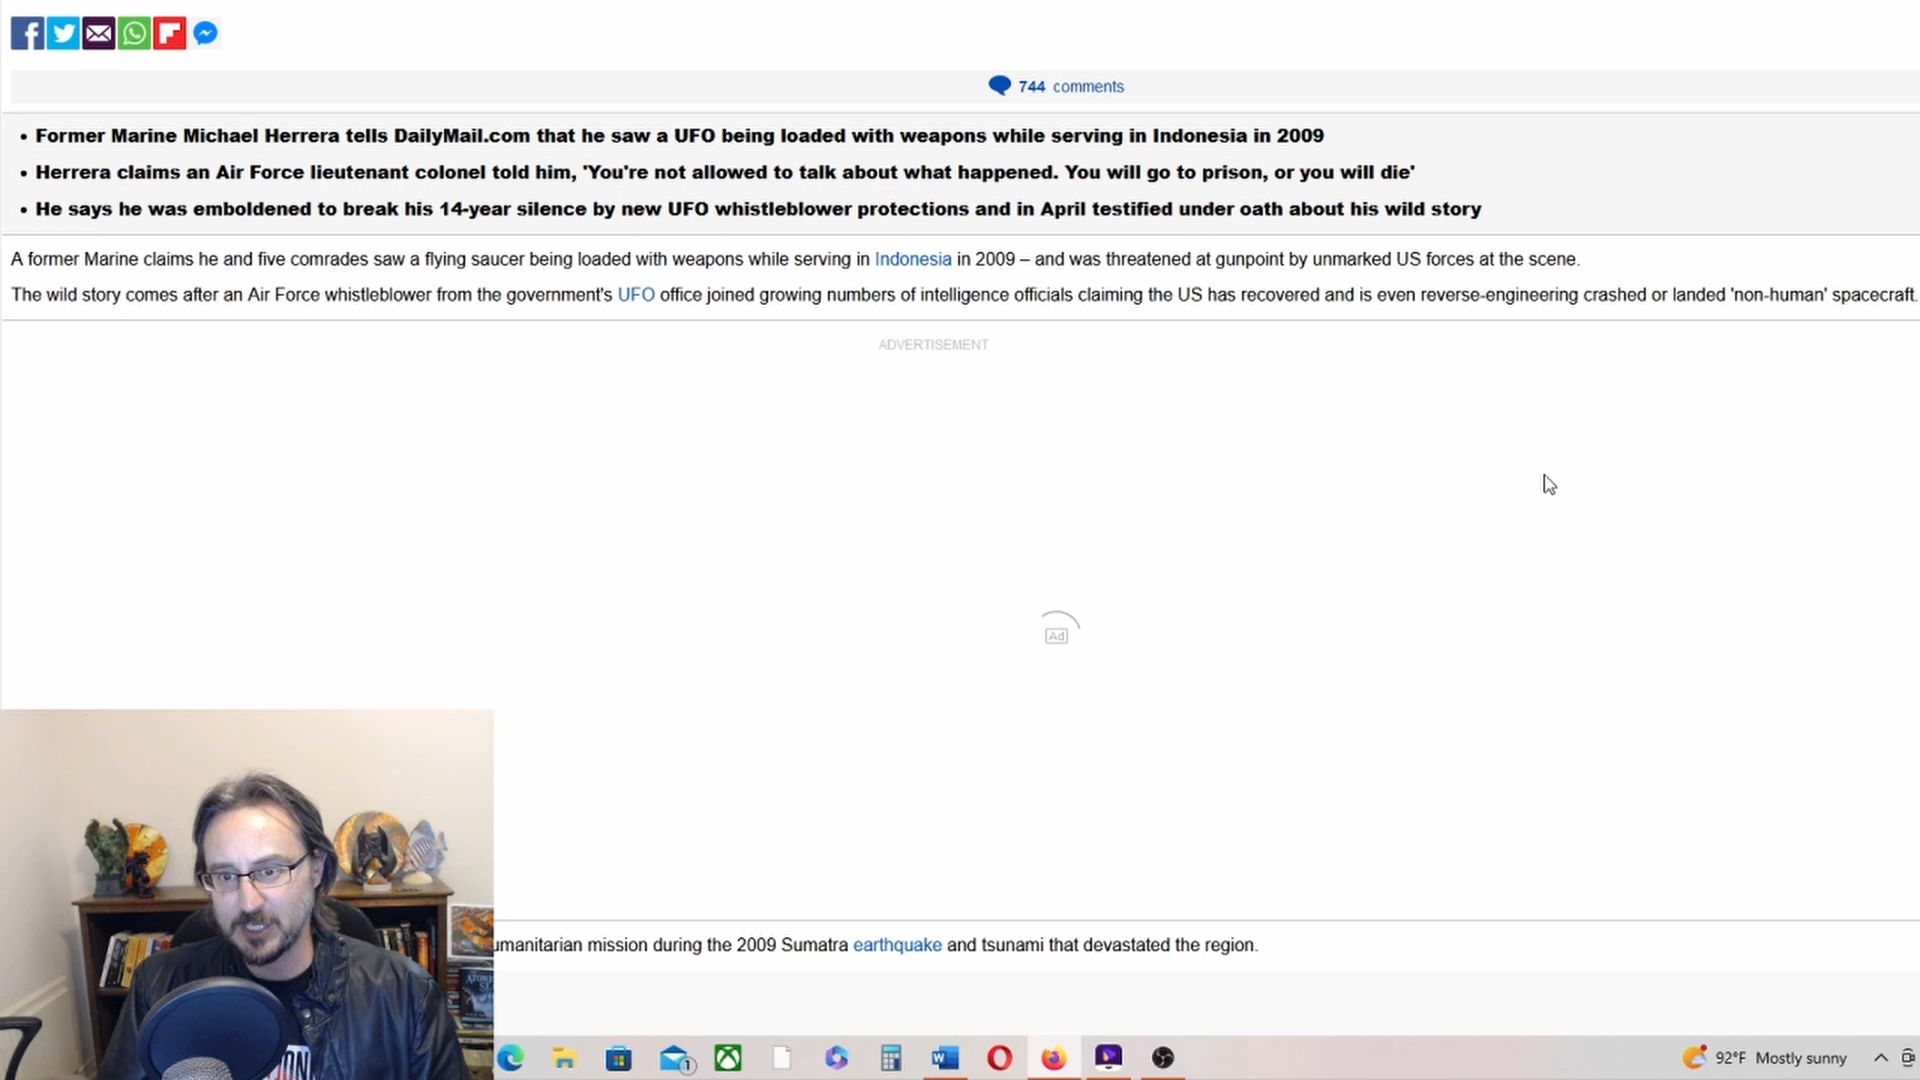 744 comments
• Former Marine Michael Herrera tells DailyMail.com that he saw a UFO being loaded with weapons while serving in Indonesia in 2009
• Herrera claims an Air Force lieutenant colonel told him, 'You're not allowed to talk about what happened. You will go to prison, or you will die'
• He says he was emboldened to break his 14-year silence by new UFO whistleblower protections and in April testified under oath about his wild story
A former Marine claims he and five comrades saw a flying saucer being loaded with weapons while serving in Indonesia in 2009 – and was threatened at gunpoint by unmarked US forces at the scene.
The wild story comes after an Air Force whistleblower from the government's UFO office joined growing numbers of intelligence officials claiming the US has recovered and is even reverse-engineering crashed or landed 'non-human' spacecraft.
ADVERTISEMENT
Ad
umanitarian mission during the 2009 Sumatra earthquake and tsunami that devastated the region.
1
92°F Mostly sunny